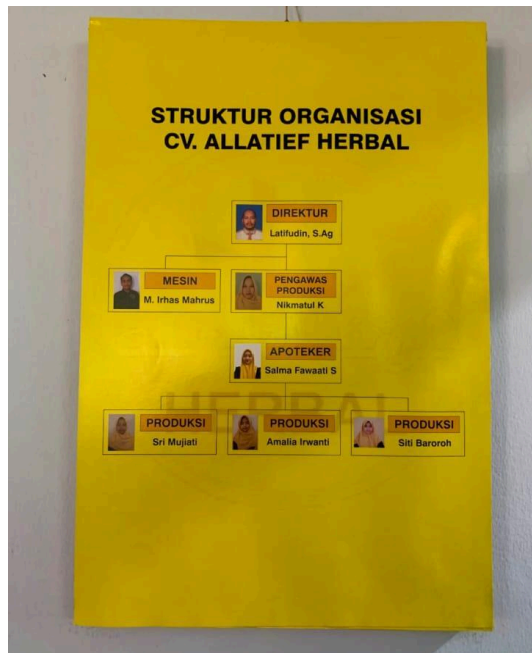 STRUKTUR ORGANISASI
CV. ALLATIEF HERBAL
DIREKTUR
Latifudin, S.Ag
MESIN
M. Irhas Mahrus
PENGAWAS
PRODUKSI
Nikmatul K
APOTEKER
Salma Fawaati S
HERBAL
PRODUKSI
Sri Mujiati
PRODUKSI
Amalia Irwanti
PRODUKSI
Siti Baroroh